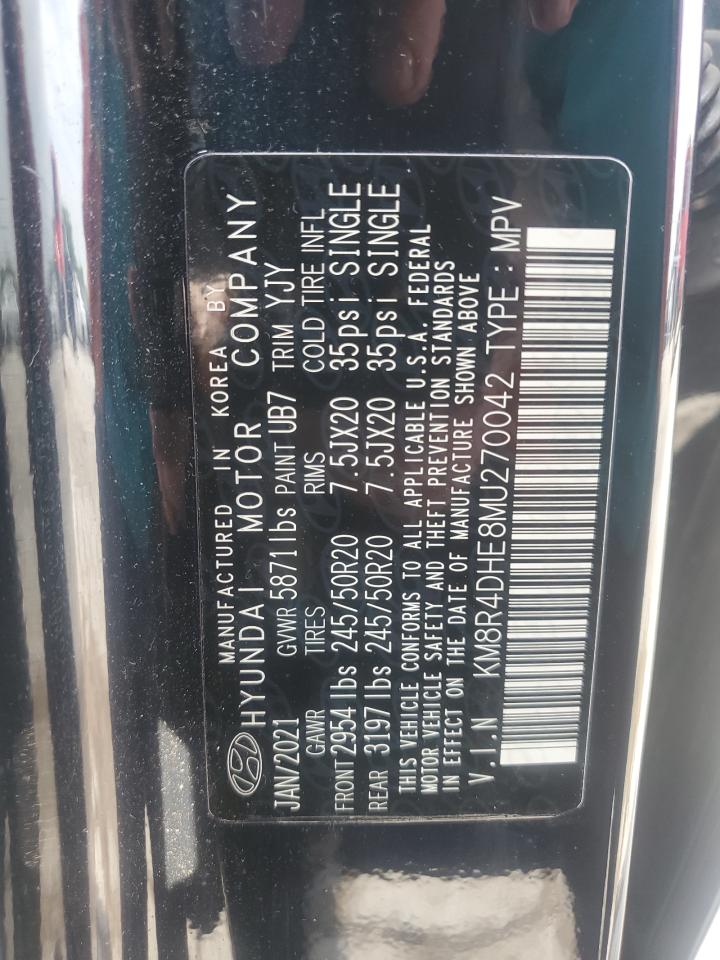 MANUFACTURED IN KOREA BY
HYUNDAI MOTOR COMPANY
JAN/2021 GVWR 5871lbs PAINT UB7 TRIM YJY
GAWR TIRES RIMS COLD TIRE INFL
FRONT 2954 lbs 245/50R20 7.5JX20 35psi SINGLE
REAR 3197 lbs 245/50R20 7.5JX20 35psi SINGLE
THIS VEHICLE CONFORMS TO ALL APPLICABLE U.S.A. FEDERAL
MOTOR VEHICLE SAFETY AND THEFT PREVENTION STANDARDS
IN EFFECT ON THE DATE OF MANUFACTURE SHOWN ABOVE
V.I.N KM8R4DHE8MU270042 TYPE : MPV